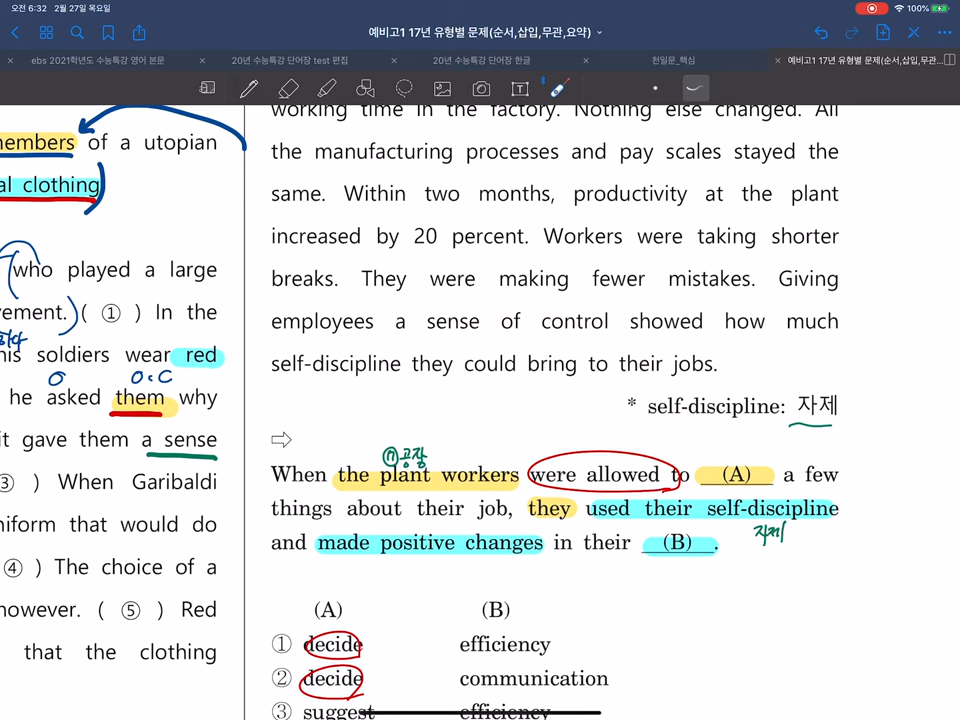 오전 6:32 2월 27일 목요일
100%
예비고1 17년 유형별 문제(순서,삽입,무관,요약)
ebs 2021학년도 수능특강 영어 본문
20년 수능특강 단어장 test 편집
20년 수능특강 단어장 한글
천일문_핵심
예비고1 17년 유형별 문제(순서,삽입,무관,요약)...
embers of a utopian
al clothing
who played a large
vement. ) ( ① ) In the
his soldiers wear red
O O.C
he asked them why
it gave them a sense
③ ) When Garibaldi
niform that would do
④ ) The choice of a
however. ( ⑤ ) Red
that the clothing
working time in the factory. Nothing else changed. All
the manufacturing processes and pay scales stayed the
same. Within two months, productivity at the plant
increased by 20 percent. Workers were taking shorter
breaks. They were making fewer mistakes. Giving
employees a sense of control showed how much
self-discipline they could bring to their jobs.
* self-discipline: 자제
⇨
ⓝ공장
When the plant workers were allowed to (A) a few
things about their job, they used their self-discipline
자제
and made positive changes in their (B) .
(A) (B)
① decide efficiency
② decide communication
③ suggest efficiency